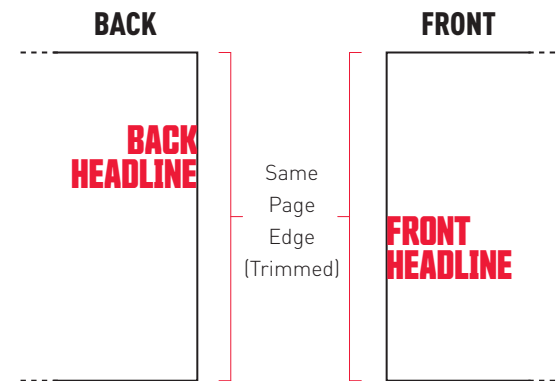 BACK
FRONT
BACK
HEADLINE
Same
Page
Edge
(Trimmed)
FRONT
HEADLINE